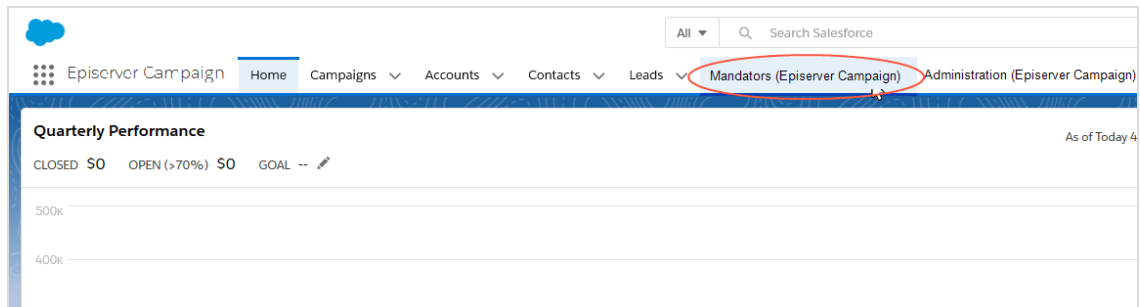 All Search Salesforce
Episerver Campaign Home Campaigns Accounts Contacts Leads Mandators (Episerver Campaign) Administration (Episerver Campaign)
Quarterly Performance
As of Today 4
CLOSED $0 OPEN (>70%) $0 GOAL --
500K
400K